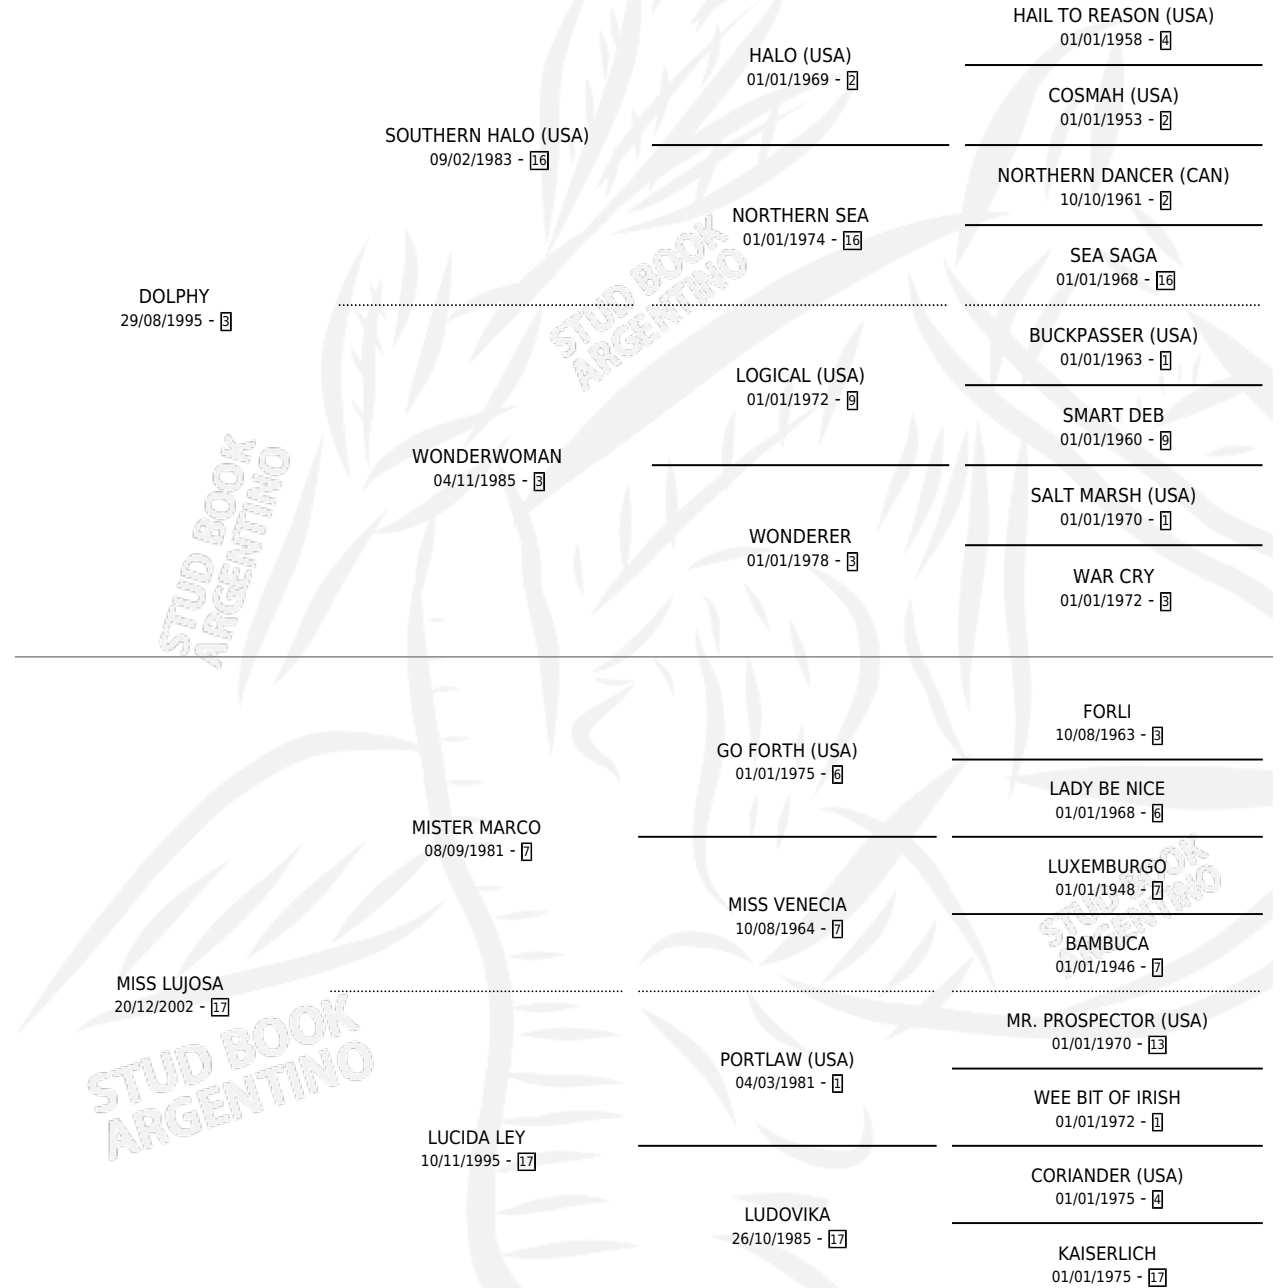 HAIL TO REASON (USA)
01/01/1958 - 4
HALO (USA)
01/01/1969 - 2
COSMAH (USA)
01/01/1953 - 2
SOUTHERN HALO (USA)
09/02/1983 - 16
NORTHERN DANCER (CAN)
10/10/1961 - 2
NORTHERN SEA
01/01/1974 - 16
SEA SAGA
01/01/1968 - 16
DOLPHY
29/08/1995 - 3
STUD BOOK
ARGENTINO
BUCKPASSER (USA)
01/01/1963 - 1
LOGICAL (USA)
01/01/1972 - 9
SMART DEB
01/01/1960 - 9
WONDERWOMAN
04/11/1985 - 3
SALT MARSH (USA)
01/01/1970 - 1
WONDERER
01/01/1978 - 3
WAR CRY
01/01/1972 - 3
STUD BOOK
ARGENTINO
FORLI
10/08/1963 - 3
GO FORTH (USA)
01/01/1975 - 6
LADY BE NICE
01/01/1968 - 6
MISTER MARCO
08/09/1981 - 7
LUXEMBURGO
01/01/1948 - 7
MISS VENECIA
10/08/1964 - 7
STUD BOOK
ARGENTINO
BAMBUCA
01/01/1946 - 7
MISS LUJOSA
20/12/2002 - 17
MR. PROSPECTOR (USA)
01/01/1970 - 13
PORTLAW (USA)
04/03/1981 - 1
STUD BOOK
ARGENTINO
WEE BIT OF IRISH
01/01/1972 - 1
LUCIDA LEY
10/11/1995 - 17
CORIANDER (USA)
01/01/1975 - 4
LUDOVIKA
26/10/1985 - 17
KAISERLICH
01/01/1975 - 17